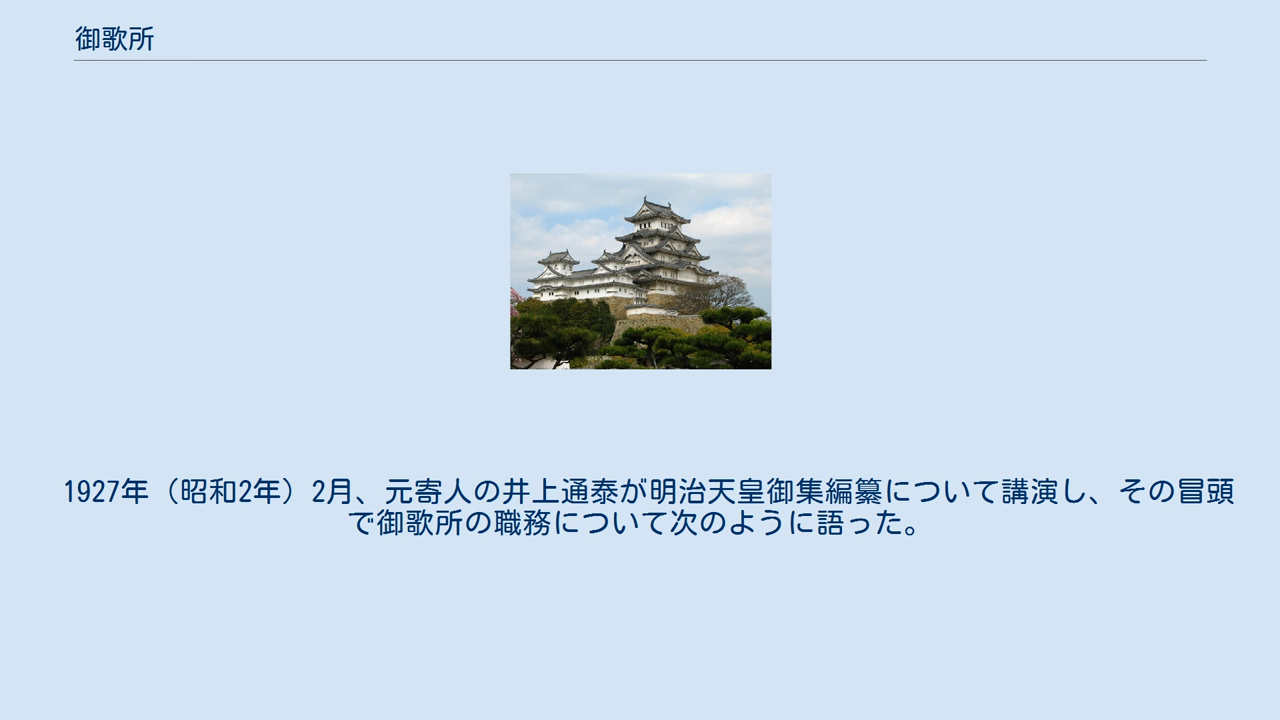 御歌所
1927年（昭和2年）2月、元寄人の井上通泰が明治天皇御集編纂について講演し、その冒頭
で御歌所の職務について次のように語った。